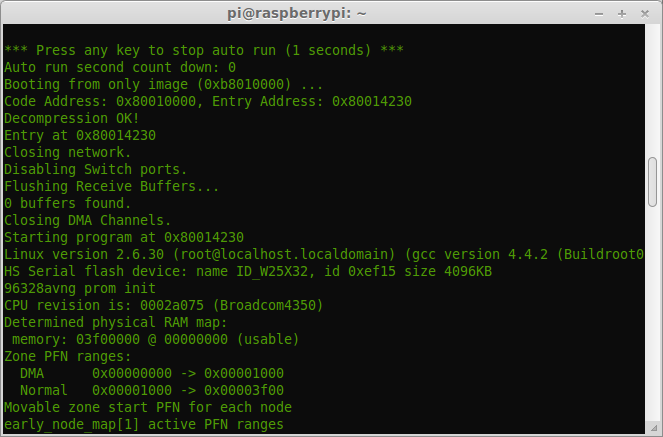 pi@raspberrypi: ~
*** Press any key to stop auto run (1 seconds) ***
Auto run second count down: 0
Booting from only image (0xb8010000) ...
Code Address: 0x80010000, Entry Address: 0x80014230
Decompression OK!
Entry at 0x80014230
Closing network.
Disabling Switch ports.
Flushing Receive Buffers...
0 buffers found.
Closing DMA Channels.
Starting program at 0x80014230
Linux version 2.6.30 (root@localhost.localdomain) (gcc version 4.4.2 (Buildroot0
HS Serial flash device: name ID_W25X32, id 0xef15 size 4096KB
96328avng prom init
CPU revision is: 0002a075 (Broadcom4350)
Determined physical RAM map:
 memory: 03f00000 @ 00000000 (usable)
Zone PFN ranges:
  DMA      0x00000000 -> 0x00001000
  Normal   0x00001000 -> 0x00003f00
Movable zone start PFN for each node
early_node_map[1] active PFN ranges